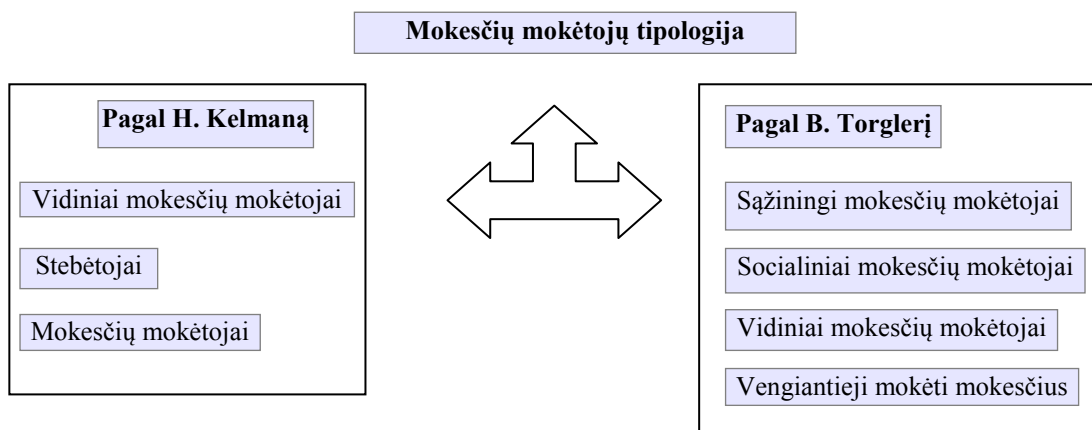 Mokesčių mokėtojų tipologija
Pagal H. Kelmaną
Vidiniai mokesčių mokėtojai
Stebėtojai
Mokesčių mokėtojai
Pagal B. Torglerį
Sąžiningi mokesčių mokėtojai
Socialiniai mokesčių mokėtojai
Vidiniai mokesčių mokėtojai
Vengiantieji mokėti mokesčius